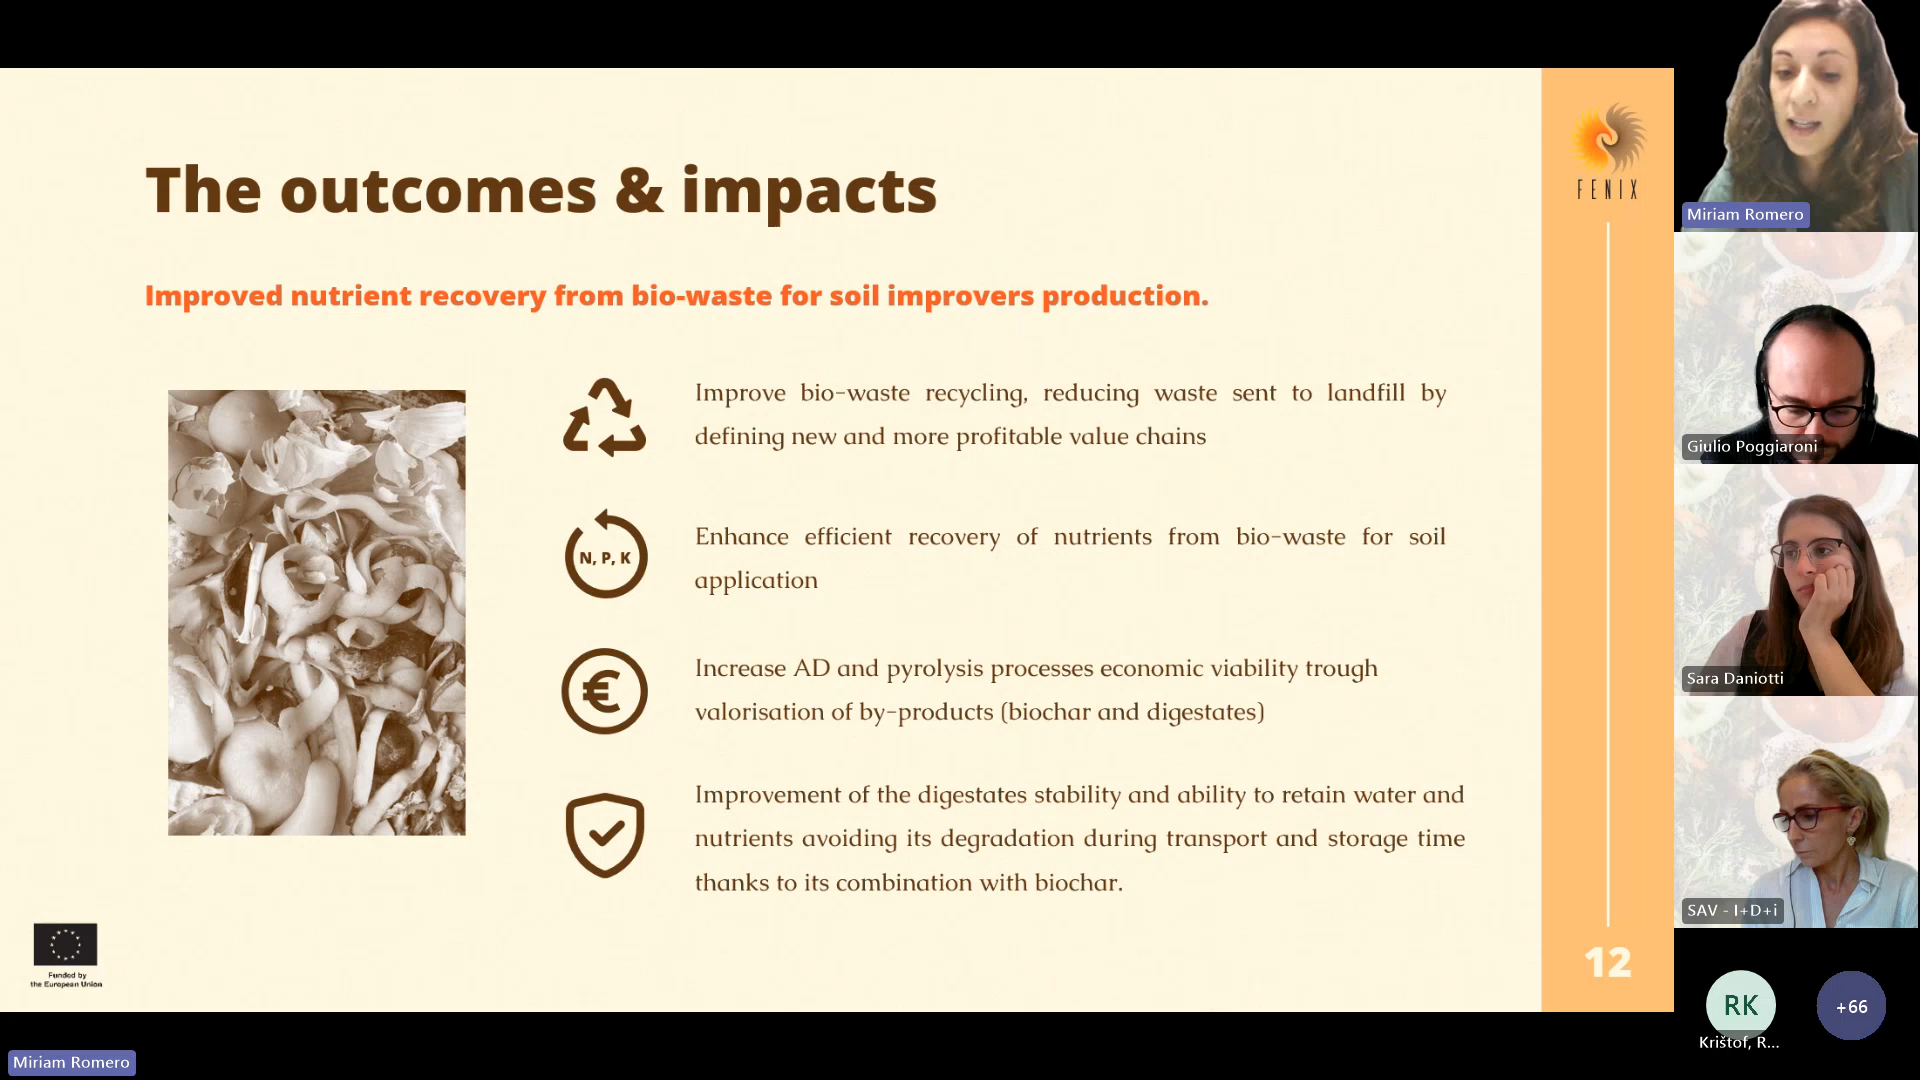 The outcomes & impacts
Improved nutrient recovery from bio-waste for soil improvers production.
Improve bio-waste recycling, reducing waste sent to landfill by
defining new and more profitable value chains
N, P, K
Enhance efficient recovery of nutrients from bio-waste for soil
application
€
Increase AD and pyrolysis processes economic viability trough
valorisation of by-products (biochar and digestates)
Improvement of the digestates stability and ability to retain water and
nutrients avoiding its degradation during transport and storage time
thanks to its combination with biochar.
Funded by
the European Union
FENIX
12
Miriam Romero
Giulio Poggiaroni
Sara Daniotti
SAV - I+D+i
RK
Krištof, R...
+66
Miriam Romero